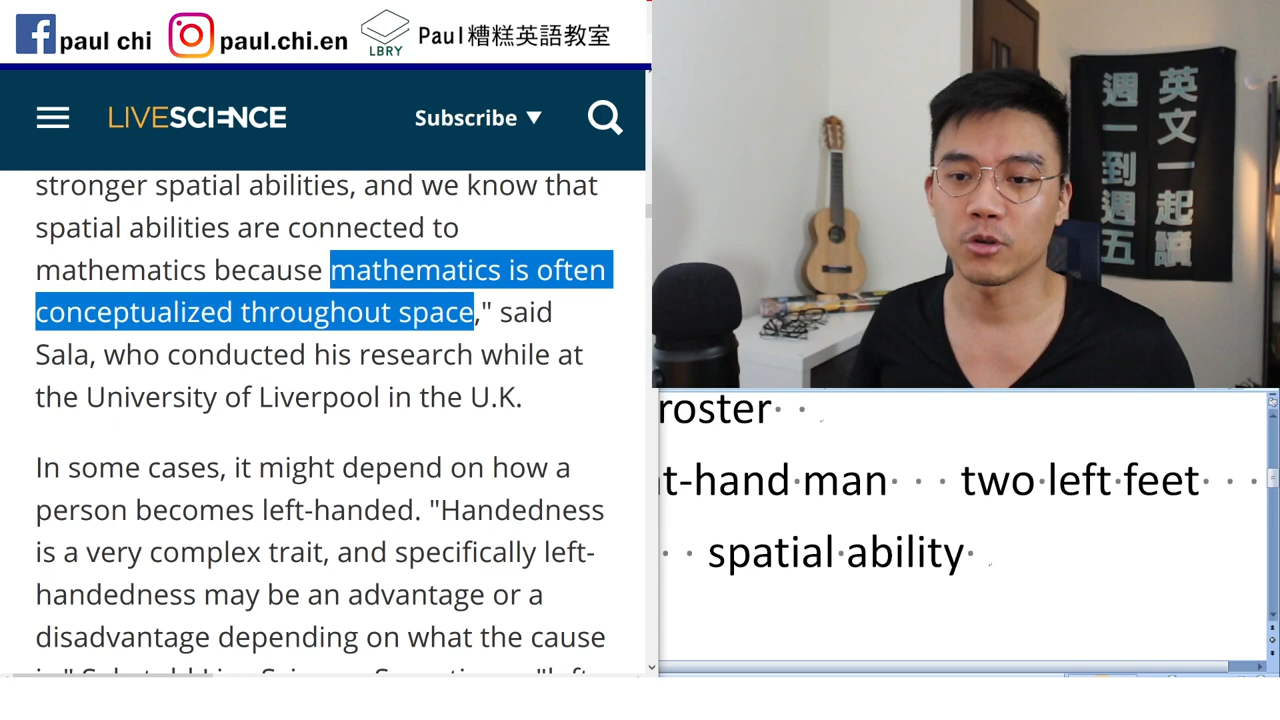 paul chi
paul.chi.en
LBRY
Paul糟糕英語教室
LIVESCIENCE
Subscribe ▼
stronger spatial abilities, and we know that
spatial abilities are connected to
mathematics because mathematics is often
conceptualized throughout space," said
Sala, who conducted his research while at
the University of Liverpool in the U.K.
In some cases, it might depend on how a
person becomes left-handed. "Handedness
is a very complex trait, and specifically left-
handedness may be an advantage or a
disadvantage depending on what the cause
英文一起讀
週一到週五
roster
t-hand man two left feet
spatial ability